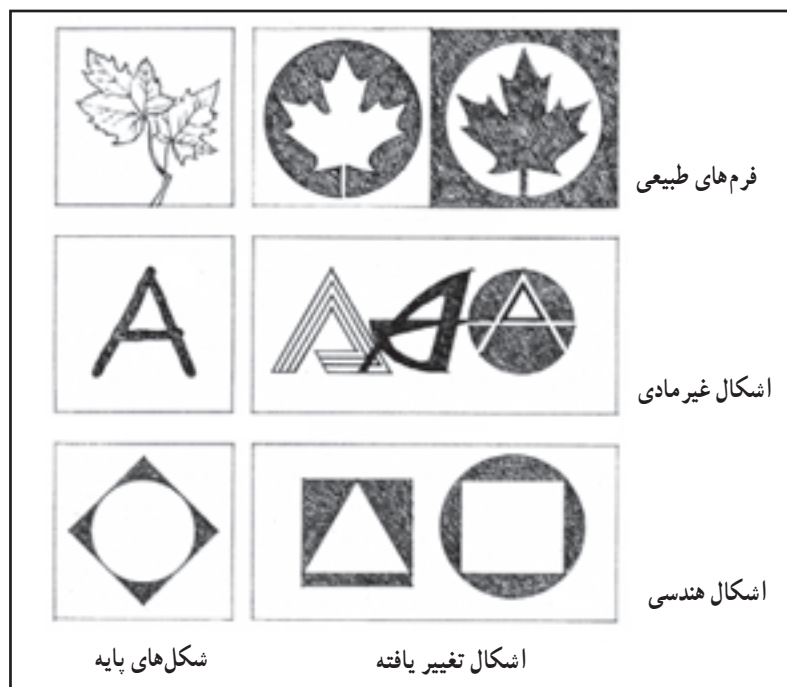 فرم‌های طبیعی
A
اشکال غیرمادی
اشکال هندسی
اشکال تغییر یافته
شکل‌های پایه